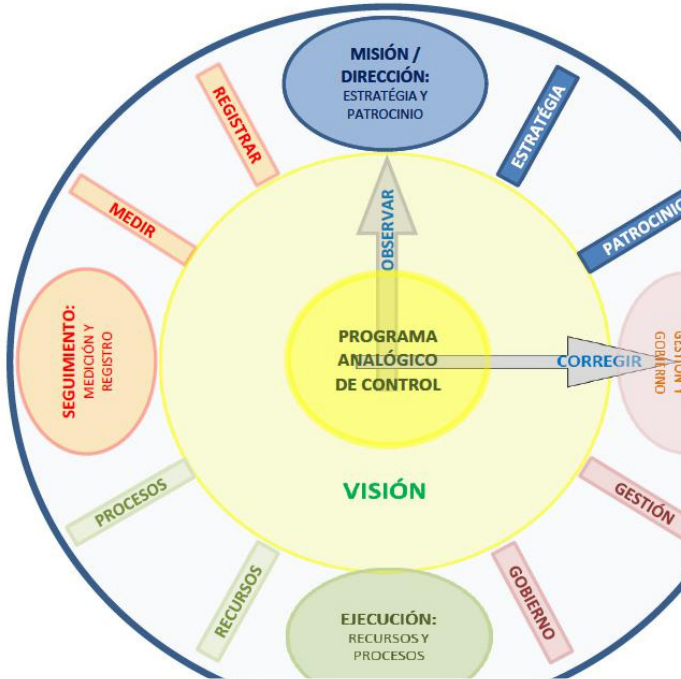 MISIÓN /
DIRECCIÓN:
ESTRATÉGIA Y
PATROCINIO
REGISTRAR
ESTRATÉGIA
MEDIR
PATROCINIO
OBSERVAR
SEGUIMIENTO:
MEDICIÓN Y
REGISTRO
PROGRAMA
ANALÓGICO
DE CONTROL
CORREGIR
GESTIÓN Y
GOBIERNO
VISIÓN
PROCESOS
GESTIÓN
RECURSOS
GOBIERNO
EJECUCIÓN:
RECURSOS Y
PROCESOS